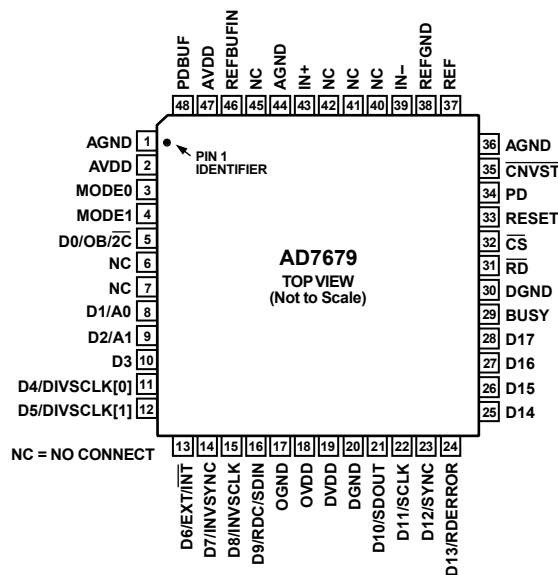 PDBUF
AVDD
REFBUFIN
NC
AGND
IN+
NC
NC
NC
IN–
REFGND
REF
48 47 46 45 44 43 42 41 40 39 38 37
AGND 1
AVDD 2
MODE0 3
MODE1 4
D0/OB/2C 5
NC 6
NC 7
D1/A0 8
D2/A1 9
D3 10
D4/DIVSCLK[0] 11
D5/DIVSCLK[1] 12
PIN 1
IDENTIFIER
AD7679
TOP VIEW
(Not to Scale)
36 AGND
35 CNVST
34 PD
33 RESET
32 CS
31 RD
30 DGND
29 BUSY
28 D17
27 D16
26 D15
25 D14
NC = NO CONNECT
13 14 15 16 17 18 19 20 21 22 23 24
D6/EXT/INT
D7/INVSYNC
D8/INVSCLK
D9/RDC/SDIN
OGND
OVDD
DVDD
DGND
D10/SDOUT
D11/SCLK
D12/SYNC
D13/RDERROR